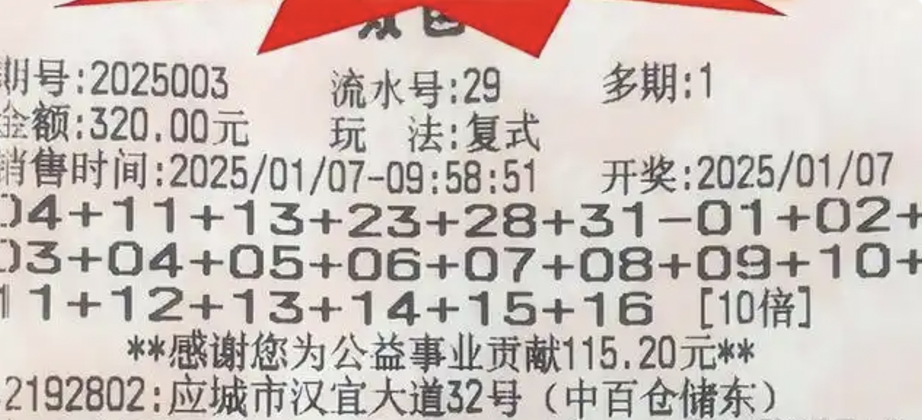 双色
期号:2025003 流水号:29 多期:1
金额:320.00元 玩 法:复式
销售时间:2025/01/07-09:58:51 开奖:2025/01/07
04+11+13+23+28+31-01+02+
03+04+05+06+07+08+09+10+
11+12+13+14+15+16 [10倍]
**感谢您为公益事业贡献115.20元**
2192802:应城市汉宜大道32号（中百仓储东）